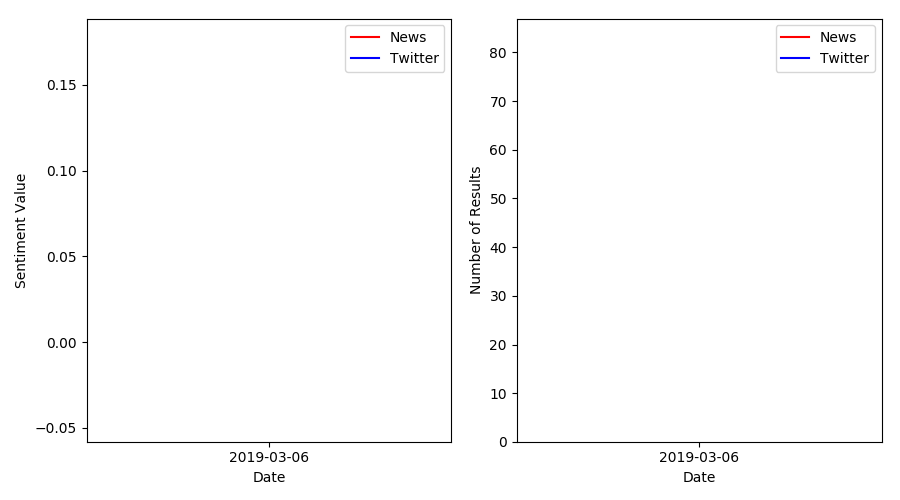 News
Twitter
0.15
0.10
0.05
0.00
−0.05
Sentiment Value
2019-03-06
Date
News
Twitter
80
70
60
50
40
30
20
10
0
Number of Results
2019-03-06
Date